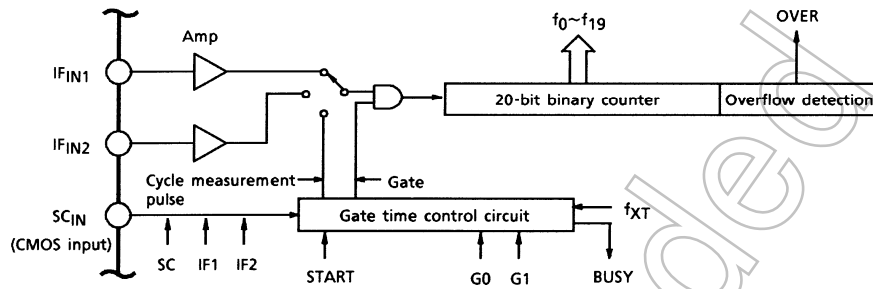 f0~f19
OVER
Amp
IFIN1
20-bit binary counter
Overflow detection
IFIN2
Cycle measurement
pulse
Gate
SCIN
(CMOS input)
Gate time control circuit
fXT
SC
IF1
IF2
START
G0
G1
BUSY
ded